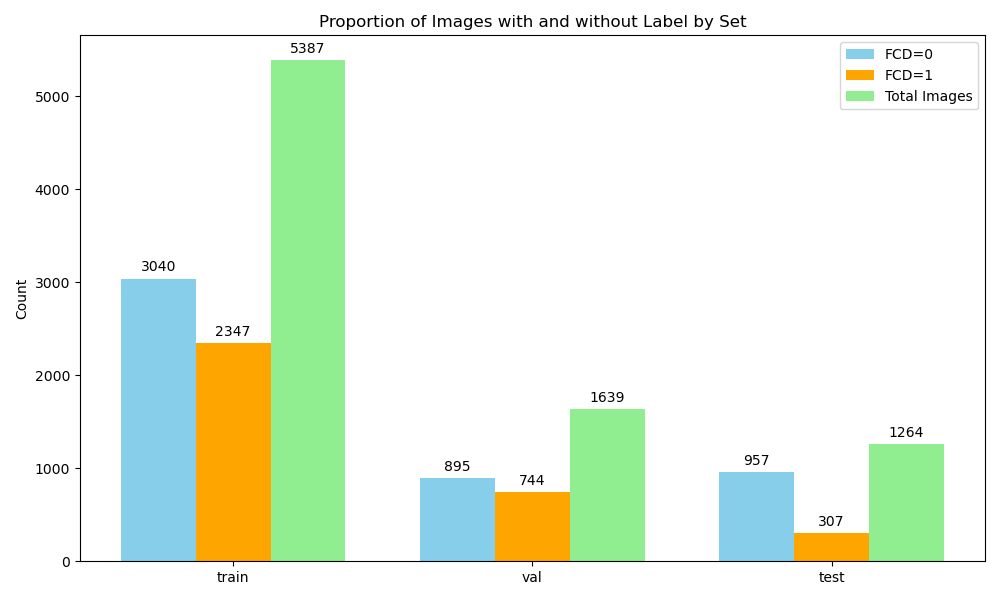 Proportion of Images with and without Label by Set
FCD=0
FCD=1
Total Images
Count
5000
4000
3000
2000
1000
0
3040
2347
5387
895
744
1639
957
307
1264
train
val
test